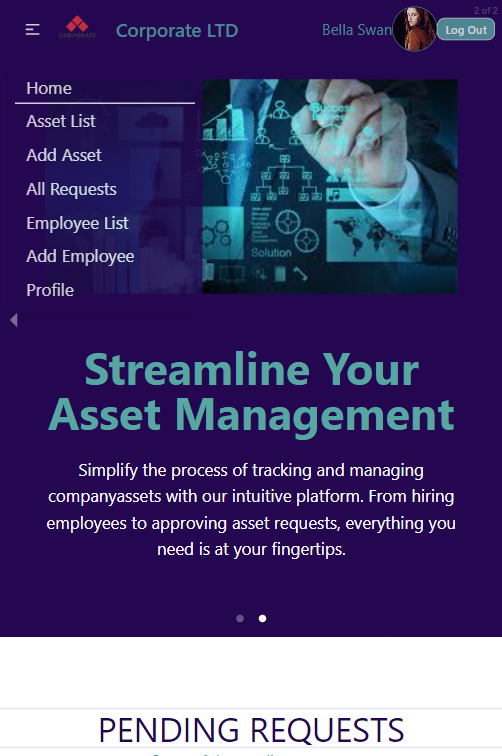 2 of 2
CORPORATE
Corporate LTD
Bella Swan
Log Out
Home
Asset List
Add Asset
All Requests
Employee List
Add Employee
Profile
Success
Business
Solution
Streamline Your
Asset Management
Simplify the process of tracking and managing
companyassets with our intuitive platform. From hiring
employees to approving asset requests, everything you
need is at your fingertips.
PENDING REQUESTS